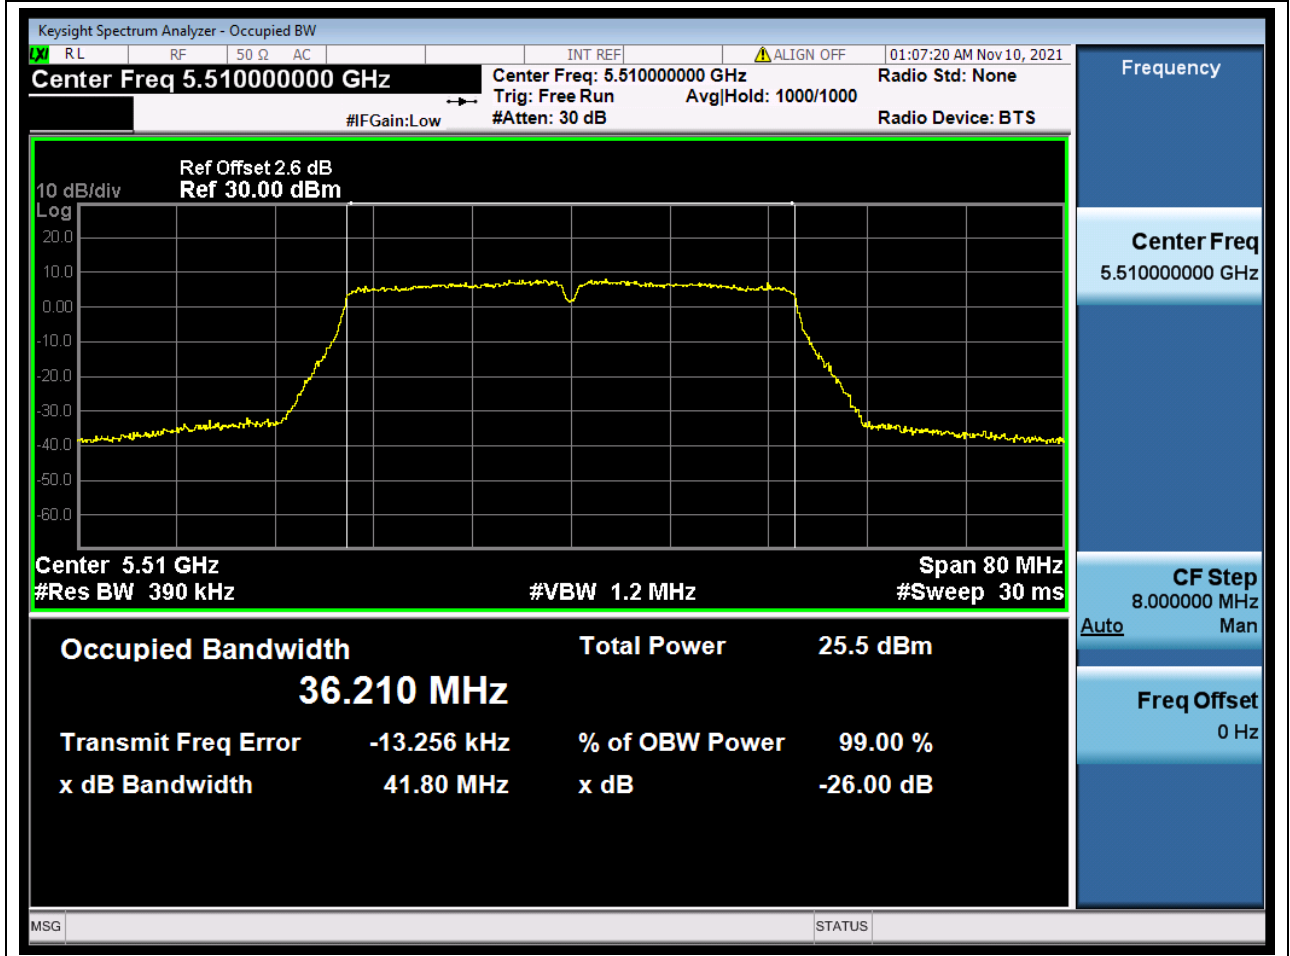 Keysight Spectrum Analyzer - Occupied BW
LXI RL RF 50 Ω AC INT REF ALIGN OFF 01:07:20 AM Nov 10, 2021
Center Freq 5.510000000 GHz Center Freq: 5.510000000 GHz Radio Std: None
Trig: Free Run Avg|Hold: 1000/1000
#IFGain:Low #Atten: 30 dB Radio Device: BTS
Ref Offset 2.6 dB
10 dB/div Ref 30.00 dBm
Log
20.0
10.0
0.00
-10.0
-20.0
-30.0
-40.0
-50.0
-60.0
Center 5.51 GHz Span 80 MHz
#Res BW 390 kHz #VBW 1.2 MHz #Sweep 30 ms
Occupied Bandwidth Total Power 25.5 dBm
36.210 MHz
Transmit Freq Error -13.256 kHz % of OBW Power 99.00 %
x dB Bandwidth 41.80 MHz x dB -26.00 dB
MSG STATUS
Frequency
Center Freq
5.510000000 GHz
CF Step
8.000000 MHz
Auto Man
Freq Offset
0 Hz